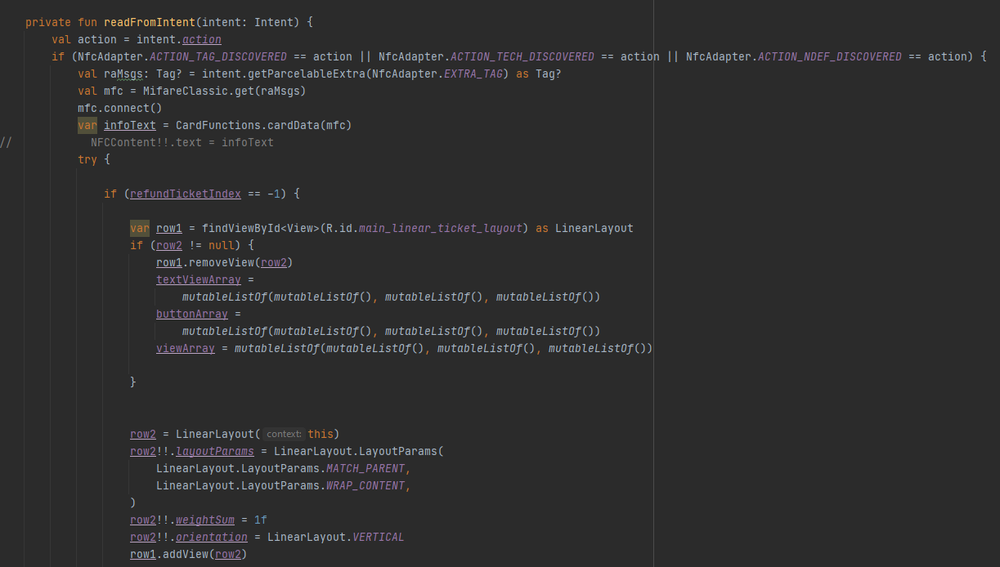 private fun readFromIntent(intent: Intent) {
    val action = intent.action
    if (NfcAdapter.ACTION_TAG_DISCOVERED == action || NfcAdapter.ACTION_TECH_DISCOVERED == action || NfcAdapter.ACTION_NDEF_DISCOVERED == action) {
        val raMsgs: Tag? = intent.getParcelableExtra(NfcAdapter.EXTRA_TAG) as Tag?
        val mfc = MifareClassic.get(raMsgs)
        mfc.connect()
        var infoText = CardFunctions.cardData(mfc)
//            NFCContent!!.text = infoText
        try {
            if (refundTicketIndex == -1) {
                var row1 = findViewById<View>(R.id.main_linear_ticket_layout) as LinearLayout
                if (row2 != null) {
                    row1.removeView(row2)
                    textViewArray =
                        mutableListOf(mutableListOf(), mutableListOf(), mutableListOf())
                    buttonArray =
                        mutableListOf(mutableListOf(), mutableListOf(), mutableListOf())
                    viewArray = mutableListOf(mutableListOf(), mutableListOf(), mutableListOf())
                }
                row2 = LinearLayout( context: this)
                row2!!.layoutParams = LinearLayout.LayoutParams(
                    LinearLayout.LayoutParams.MATCH_PARENT,
                    LinearLayout.LayoutParams.WRAP_CONTENT,
                )
                row2!!.weightSum = 1f
                row2!!.orientation = LinearLayout.VERTICAL
                row1.addView(row2)